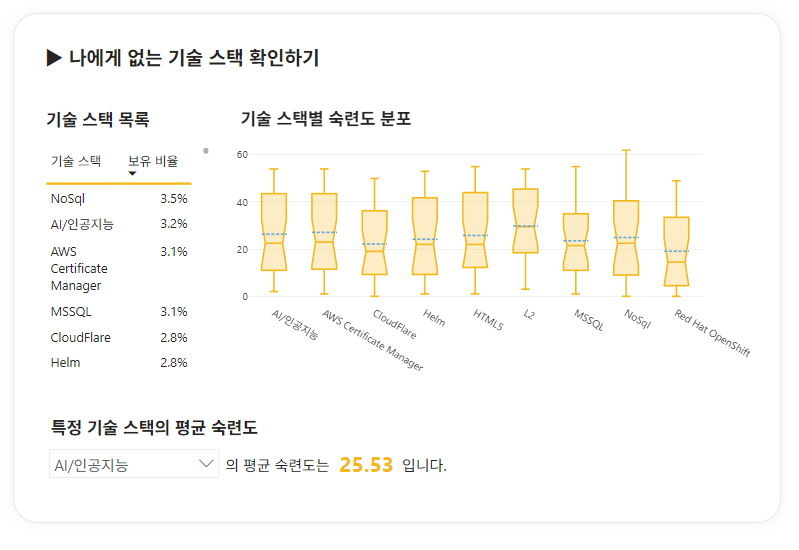 ▶ 나에게 없는 기술 스택 확인하기
기술 스택 목록
기술 스택 보유 비율
NoSql 3.5%
AI/인공지능 3.2%
AWS 3.1%
Certificate
Manager
MSSQL 3.1%
CloudFlare 2.8%
Helm 2.8%
기술 스택별 숙련도 분포
60
40
20
0
AI/인공지능
AWS Certificate Manager
CloudFlare
Helm
HTML5
L2
MSSQL
NoSql
Red Hat OpenShift
특정 기술 스택의 평균 숙련도
AI/인공지능 의 평균 숙련도는 25.53 입니다.